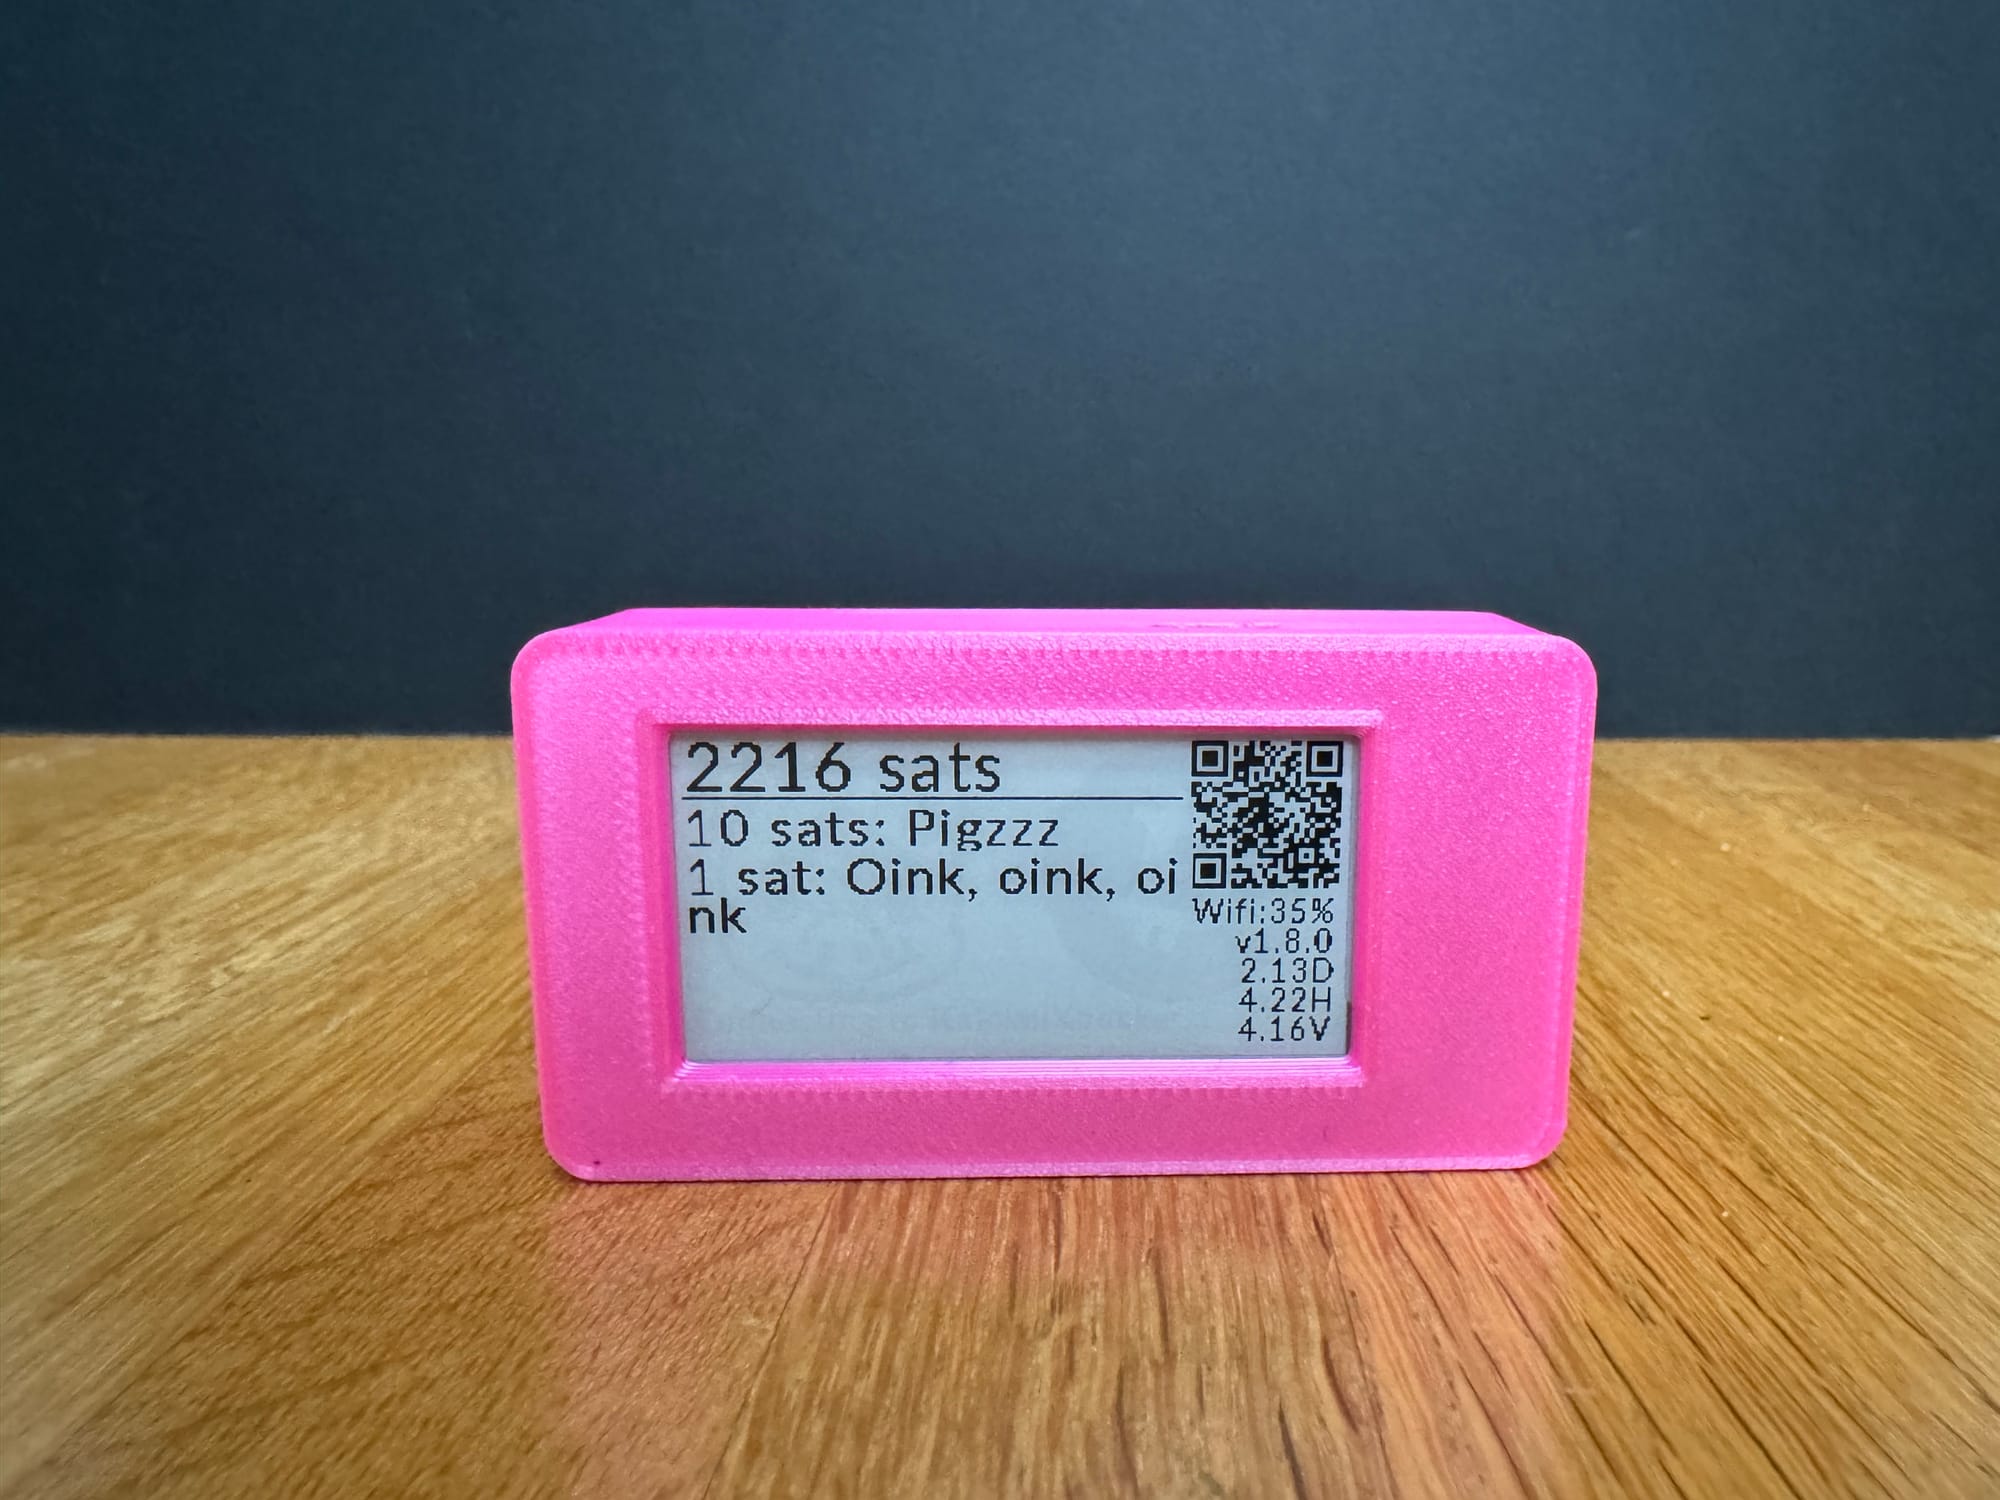 2216 sats
10 sats: Pigzzz
1 sat: Oink, oink, oi
nk
Wifi:35%
v1.8.0
2.13D
4.22H
4.16V